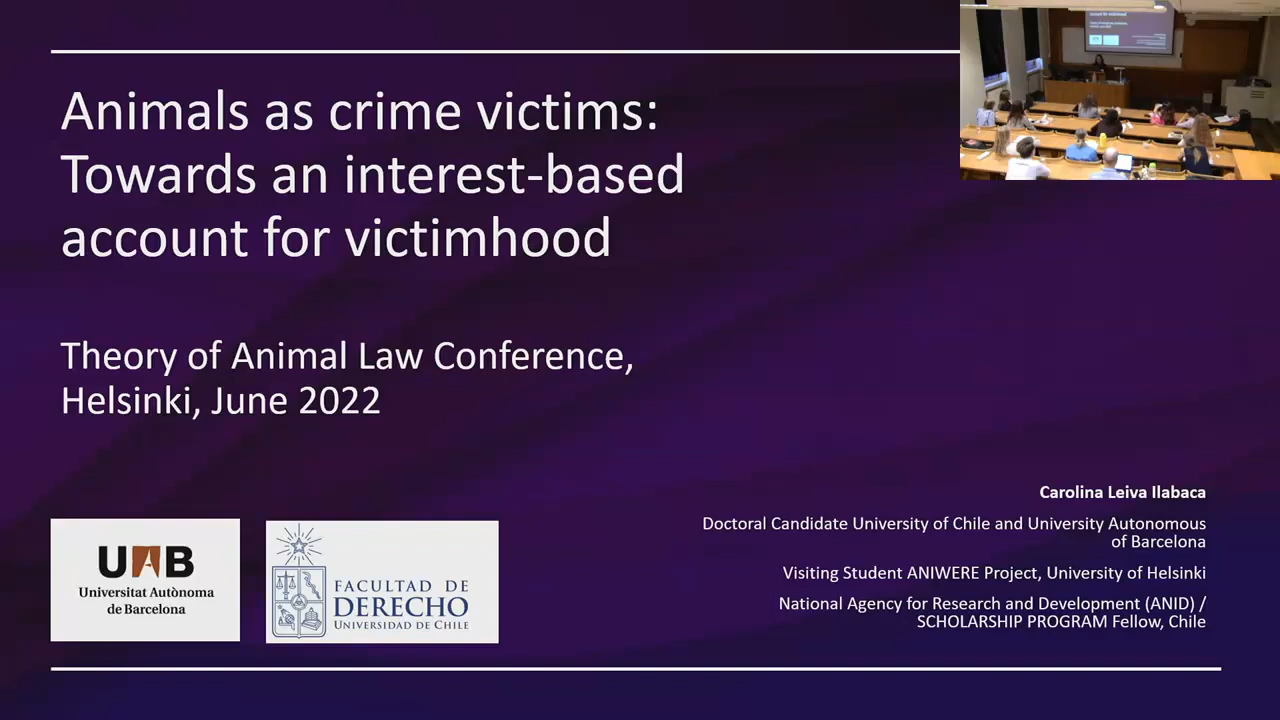 Animals as crime victims:
Towards an interest-based
account for victimhood
Theory of Animal Law Conference,
Helsinki, June 2022
Carolina Leiva Ilabaca
Doctoral Candidate University of Chile and University Autonomous
of Barcelona
Visiting Student ANIWERE Project, University of Helsinki
National Agency for Research and Development (ANID) /
SCHOLARSHIP PROGRAM Fellow, Chile
UAB
Universitat Autònoma
de Barcelona
FACULTAD DE
DERECHO
UNIVERSIDAD DE CHILE